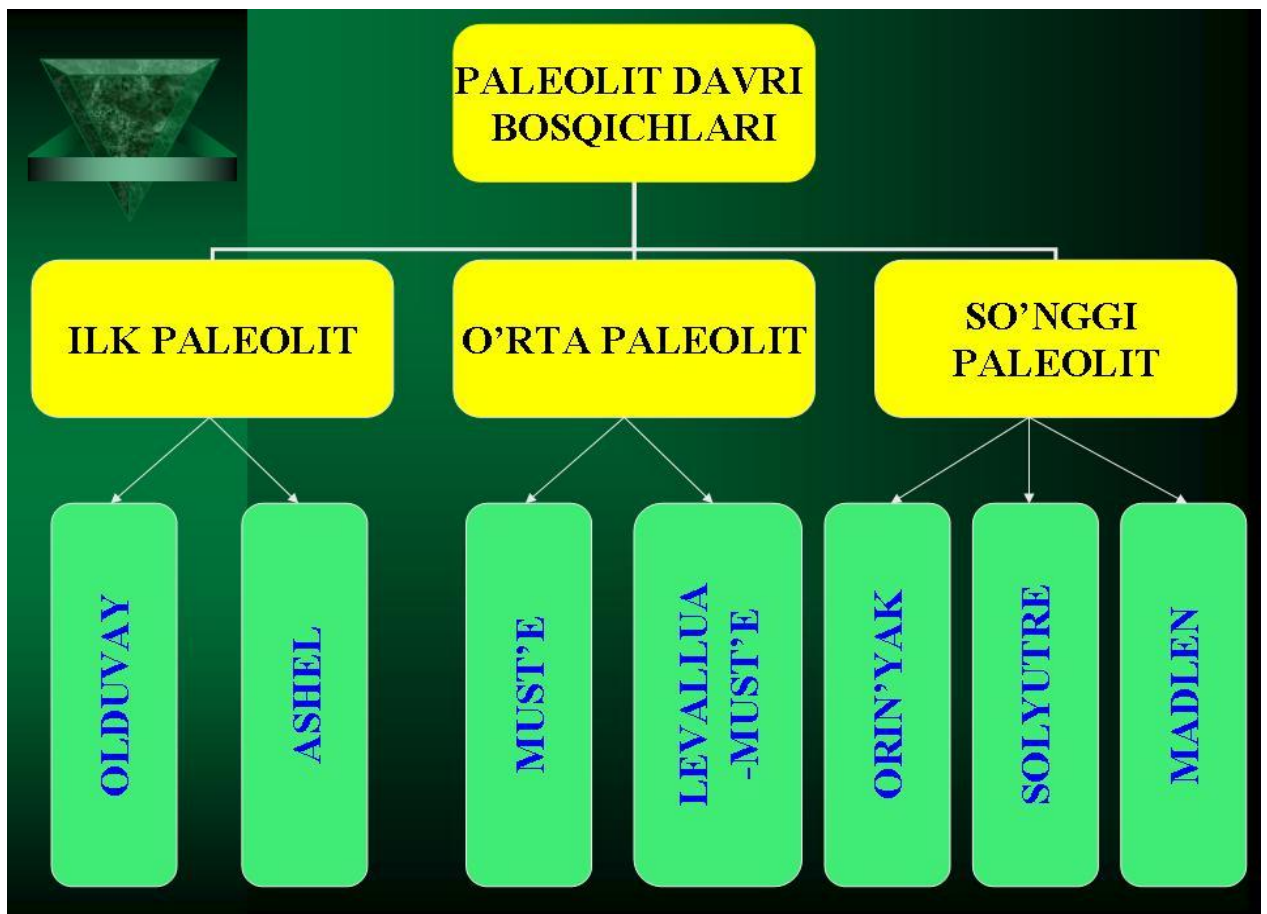 PALEOLIT DAVRI
BOSQICHLARI
ILK PALEOLIT
O’RTA PALEOLIT
SO’NGGI
PALEOLIT
OLDUVAY
ASHEL
MUST’E
LEVALLUA
-MUST’E
ORIN’YAK
SOLYUTRE
MADLEN